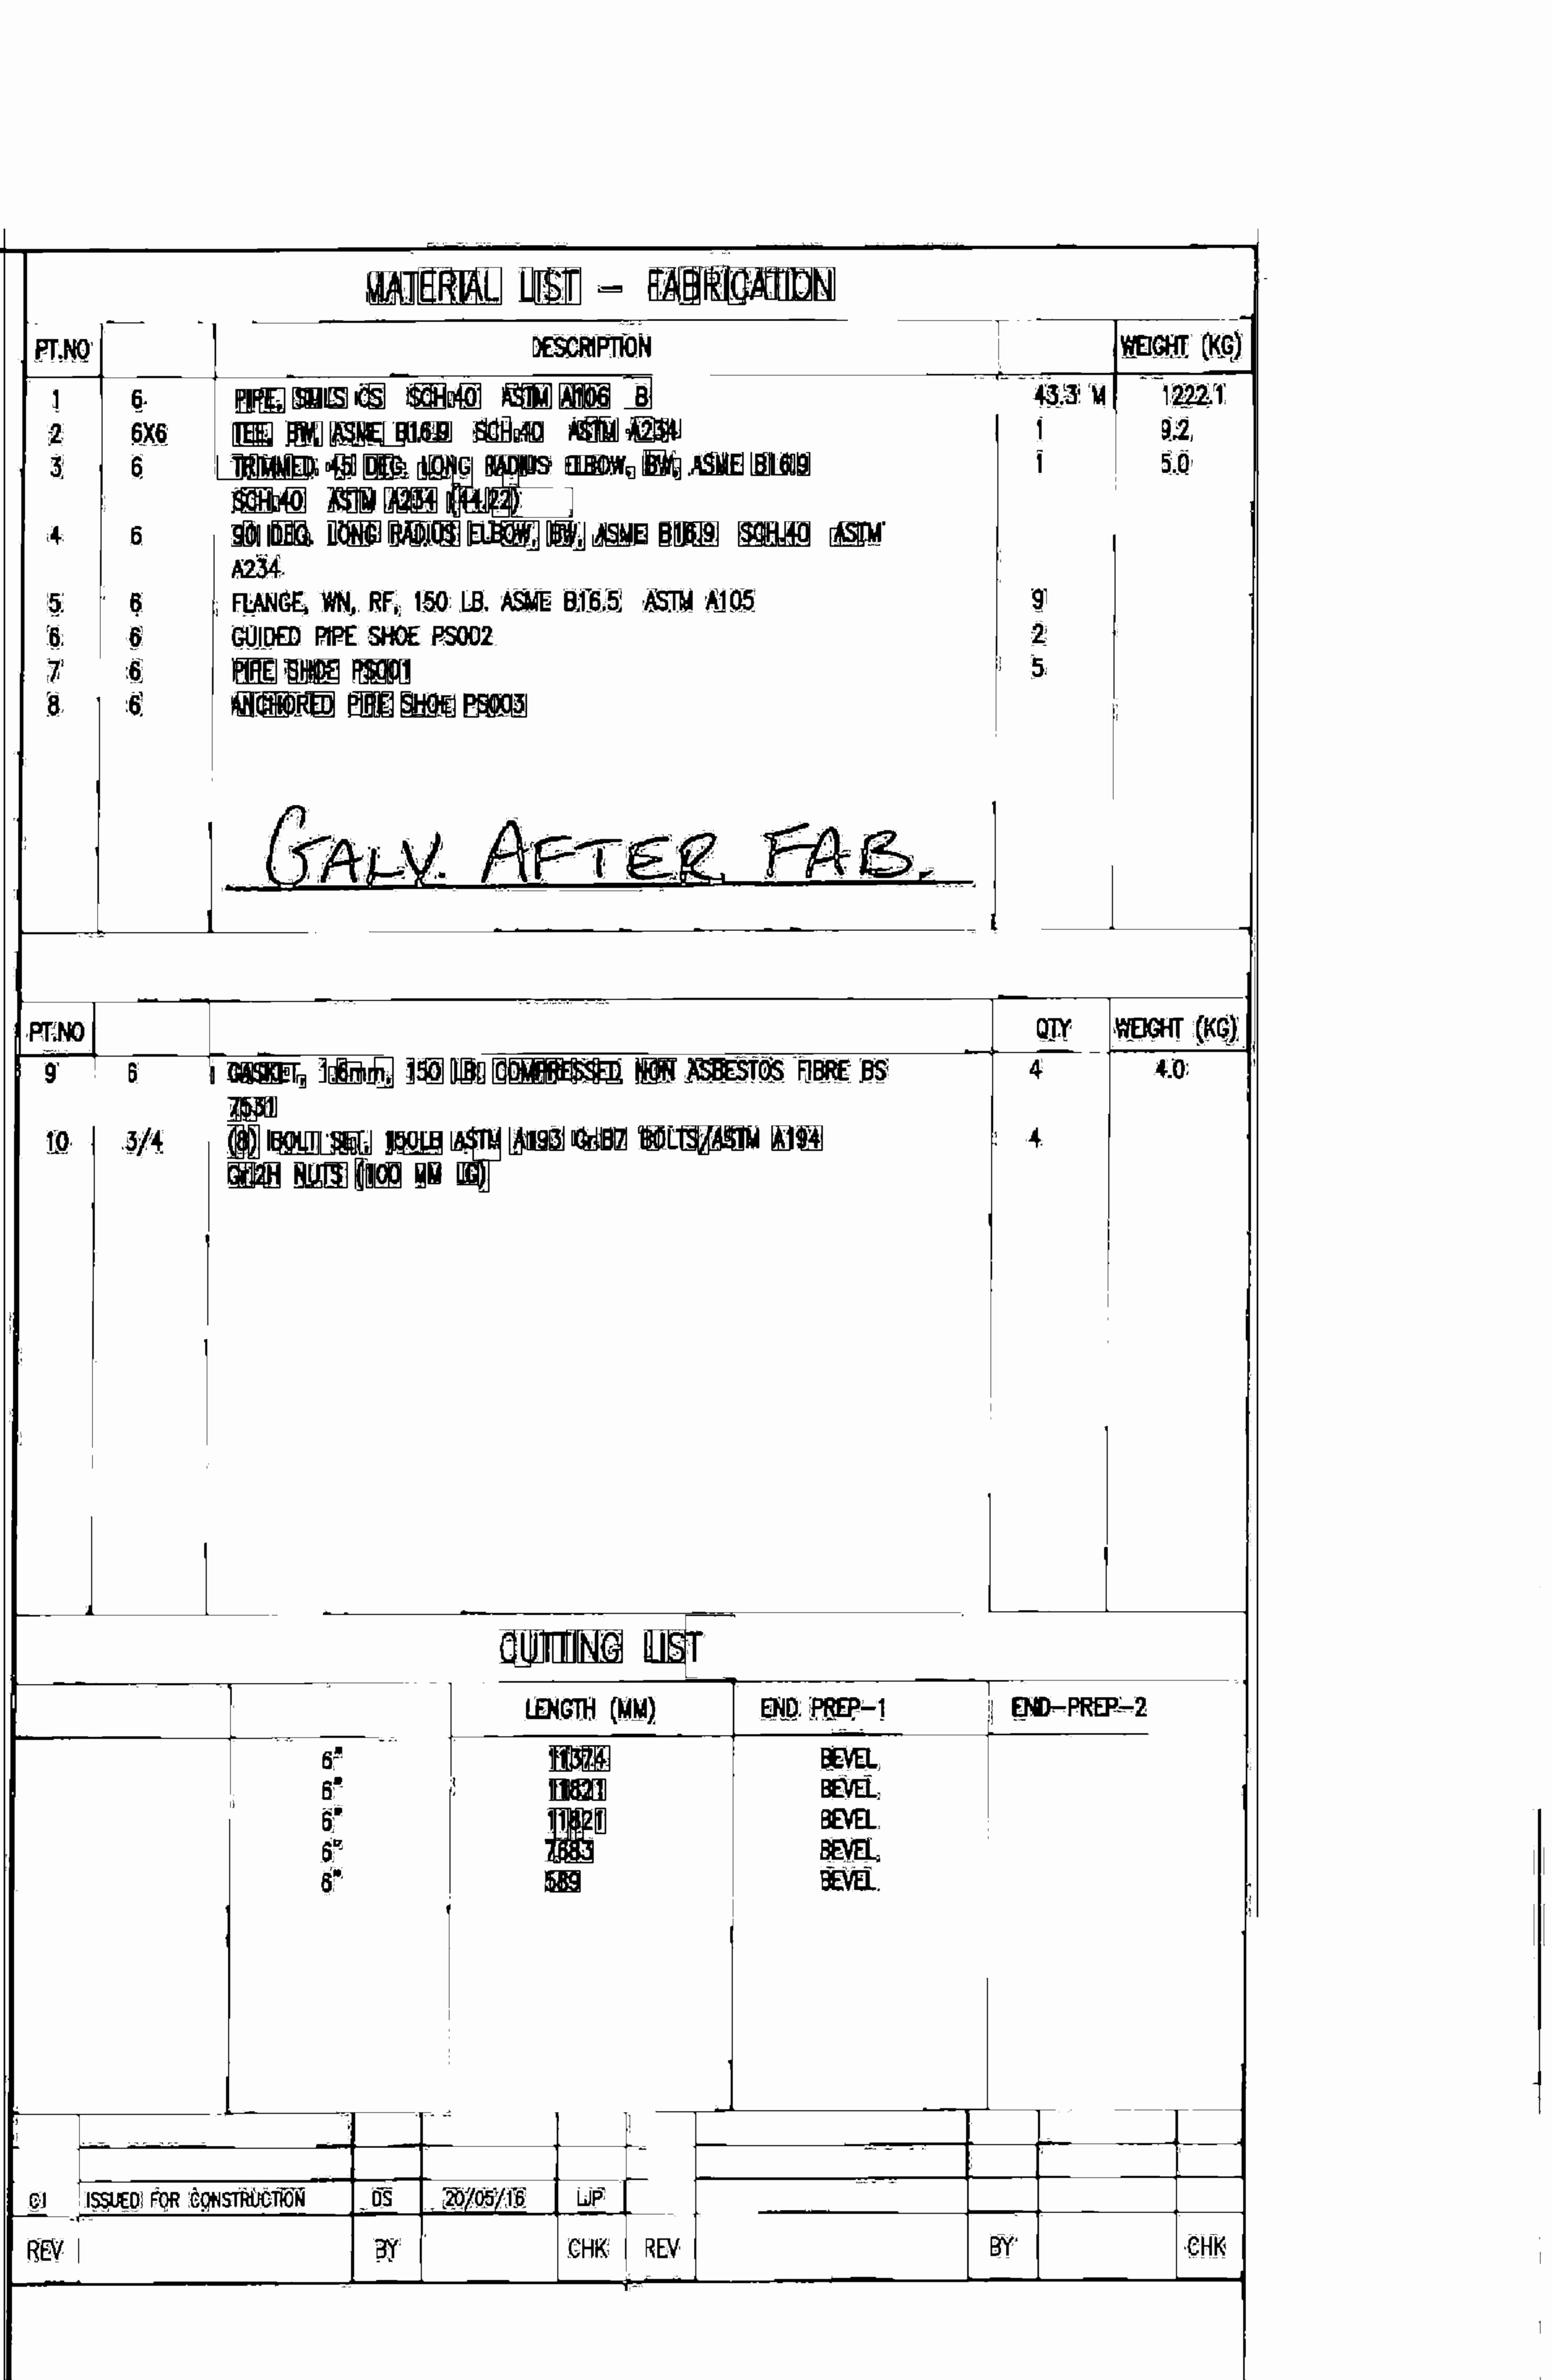 MATERIAL LIST – FABRICATION
PT.NO DESCRIPTION WEIGHT (KG)
1 6 PIPE, SMLS CS SCH.40 ASTM A106 B 43.3 M 1222.1
2 6X6 TEE, BW, ASME B16.9 SCH.40 ASTM A234 1 9.2
3 6 TRIMMED 45 DEG. LONG RADIUS ELBOW, BW, ASME B16.9 1 5.0
SCH.40 ASTM A234 (44.22)
4 6 90 DEG. LONG RADIUS ELBOW, BW, ASME B16.9 SCH.40 ASTM
A234
5 6 FLANGE, WN, RF, 150 LB. ASME B16.5 ASTM A105 9
6 6 GUIDED PIPE SHOE PS002 2
7 6 PIPE SHOE PS001 5
8 6 ANCHORED PIPE SHOE PS003
GALV. AFTER FAB.
PT.NO QTY WEIGHT (KG)
9 6 GASKET, 1.5mm, 150 LB. COMPRESSED NON ASBESTOS FIBRE BS 4 4.0
7531
10 3/4 (8) BOLT SET, 150LB ASTM A193 Gr.B7 BOLTS/ASTM A194 4
Gr.2H NUTS (100 MM LG)
CUTTING LIST
LENGTH (MM) END PREP-1 END-PREP-2
6" 11374 BEVEL
6" 11821 BEVEL
6" 11821 BEVEL
6" 7683 BEVEL
6" 589 BEVEL
C1 ISSUED FOR CONSTRUCTION DS 20/05/16 LJP
REV BY CHK REV BY CHK